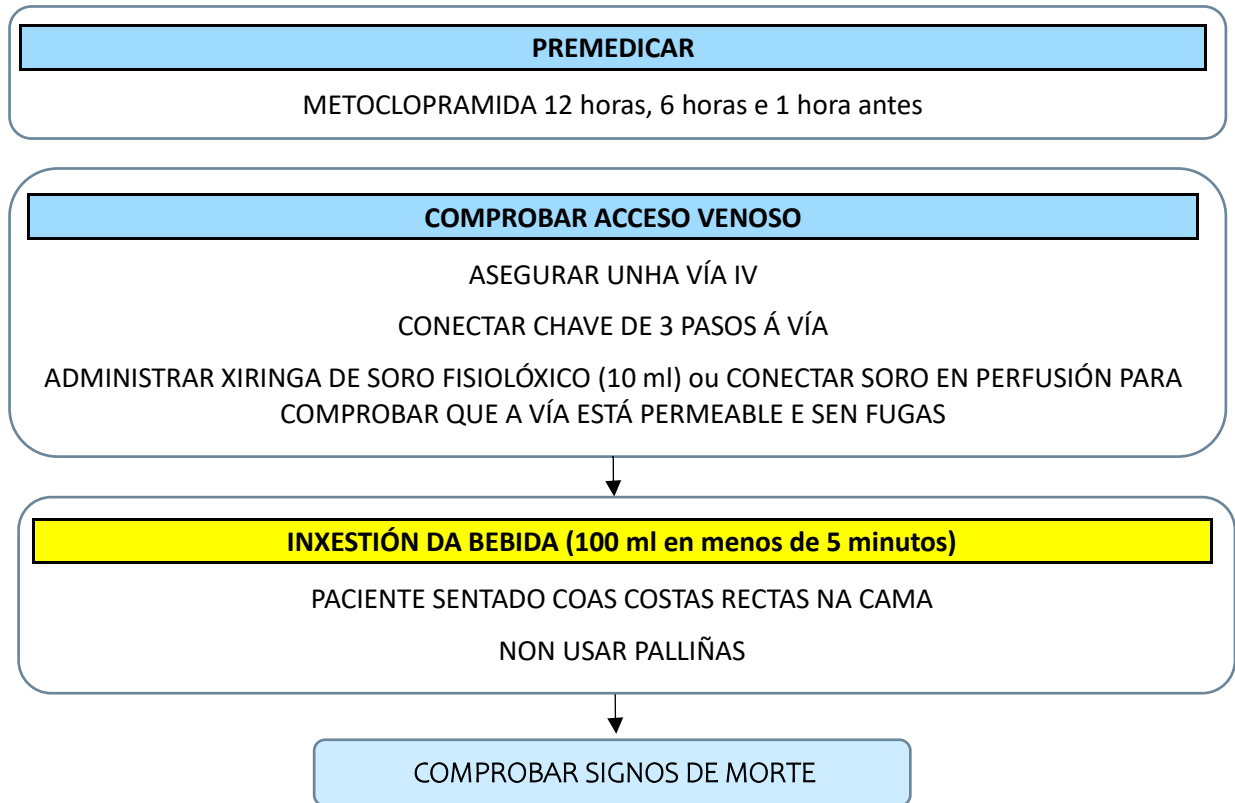 PREMEDICAR
METOCLOPRAMIDA 12 horas, 6 horas e 1 hora antes
COMPROBAR ACCESO VENOSO
ASEGURAR UNHA VÍA IV
CONECTAR CHAVE DE 3 PASOS Á VÍA
ADMINISTRAR XIRINGA DE SORO FISIOLÓXICO (10 ml) ou CONECTAR SORO EN PERFUSIÓN PARA
COMPROBAR QUE A VÍA ESTÁ PERMEABLE E SEN FUGAS
INXESTIÓN DA BEBIDA (100 ml en menos de 5 minutos)
PACIENTE SENTADO COAS COSTAS RECTAS NA CAMA
NON USAR PALLIÑAS
COMPROBAR SIGNOS DE MORTE